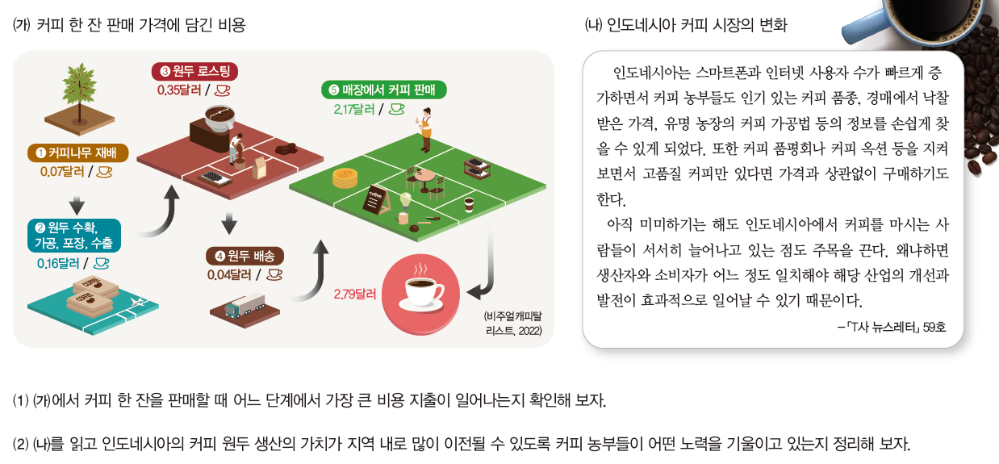 (가) 커피 한 잔 판매 가격에 담긴 비용
❶ 커피나무 재배
0.07달러 /
❷ 원두 수확,
가공, 포장, 수출
0.16달러 /
COFFEE
COFFEE
❸ 원두 로스팅
0.35달러 /
❹ 원두 배송
0.04달러 /
❺ 매장에서 커피 판매
2.17달러 /
coffee
2.79달러
(비주얼캐피탈
리스트, 2022)
(나) 인도네시아 커피 시장의 변화
인도네시아는 스마트폰과 인터넷 사용자 수가 빠르게 증
가하면서 커피 농부들도 인기 있는 커피 품종, 경매에서 낙찰
받은 가격, 유명 농장의 커피 가공법 등의 정보를 손쉽게 찾
을 수 있게 되었다. 또한 커피 품평회나 커피 옥션 등을 지켜
보면서 고품질 커피만 있다면 가격과 상관없이 구매하기도
한다.
아직 미미하기는 해도 인도네시아에서 커피를 마시는 사
람들이 서서히 늘어나고 있는 점도 주목을 끈다. 왜냐하면
생산자와 소비자가 어느 정도 일치해야 해당 산업의 개선과
발전이 효과적으로 일어날 수 있기 때문이다.
–「T사 뉴스레터」 59호
(1) (가)에서 커피 한 잔을 판매할 때 어느 단계에서 가장 큰 비용 지출이 일어나는지 확인해 보자.
(2) (나)를 읽고 인도네시아의 커피 원두 생산의 가치가 지역 내로 많이 이전될 수 있도록 커피 농부들이 어떤 노력을 기울이고 있는지 정리해 보자.